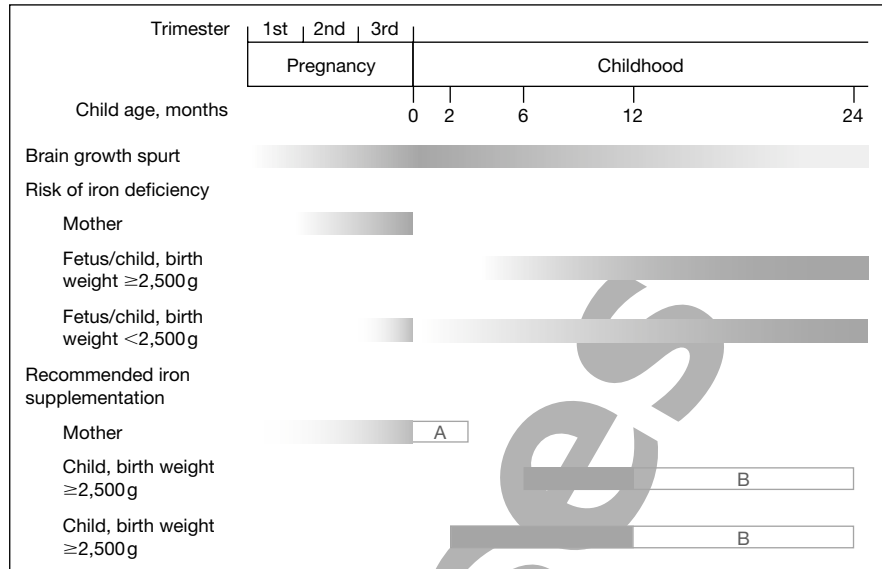 Trimester 1st 2nd 3rd
Pregnancy Childhood
Child age, months
0 2 6 12 24
Brain growth spurt
Risk of iron deficiency
Mother
Fetus/child, birth
weight ≥2,500 g
Fetus/child, birth
weight <2,500 g
Recommended iron
supplementation
Mother A
Child, birth weight
≥2,500 g B
Child, birth weight
≥2,500 g B